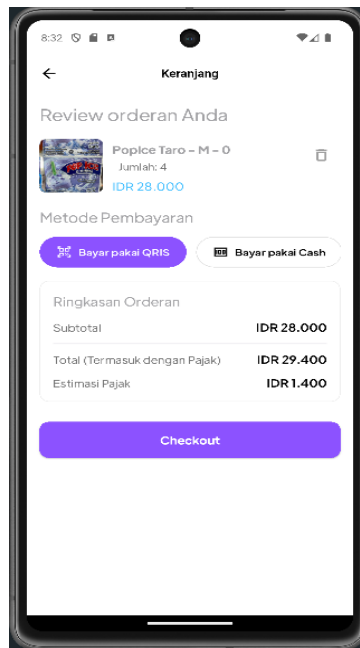 8:32
Keranjang
Review orderan Anda
PopIce Taro - M - 0
Jumlah: 4
IDR 28.000
Metode Pembayaran
Bayar pakai QRIS Bayar pakai Cash
Ringkasan Orderan
Subtotal IDR 28.000
Total (Termasuk dengan Pajak) IDR 29.400
Estimasi Pajak IDR 1.400
Checkout